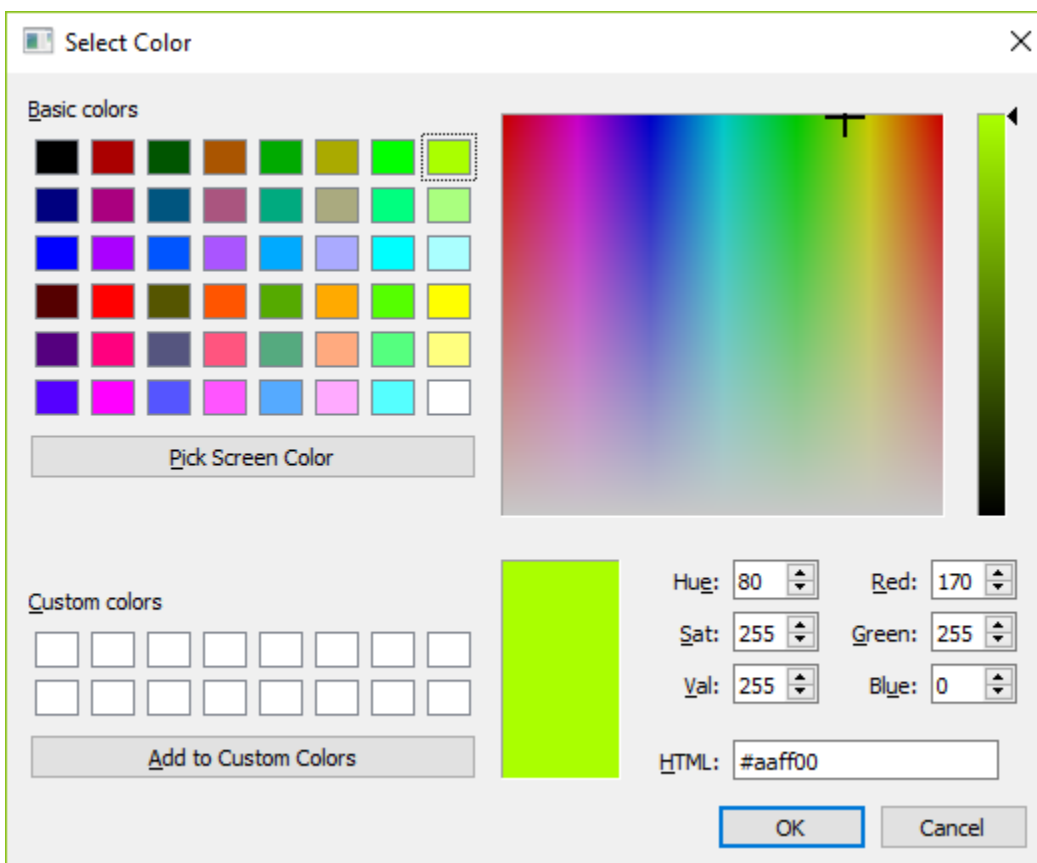 Select Color
Basic colors
Pick Screen Color
Custom colors
Add to Custom Colors
Hue: 80 Red: 170
Sat: 255 Green: 255
Val: 255 Blue: 0
HTML: #aaff00
OK Cancel